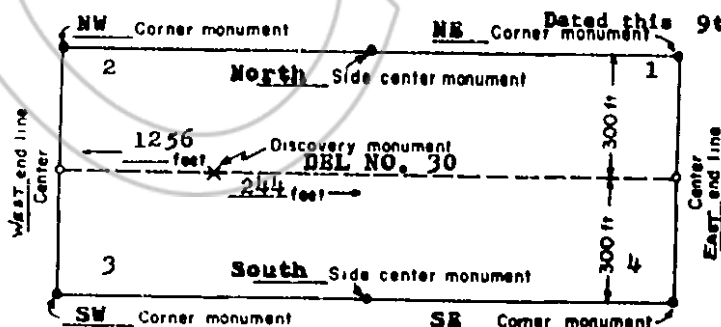 NW Corner monument NE Corner monument Dated this 9t
2 1
North Side center monument
300 ft
WEST end line
Center
1256 feet
Discovery monument
DEL NO. 30
244 feet
Center
EAST end line
300 ft
3 4
South Side center monument
SW Corner monument SE Corner monument